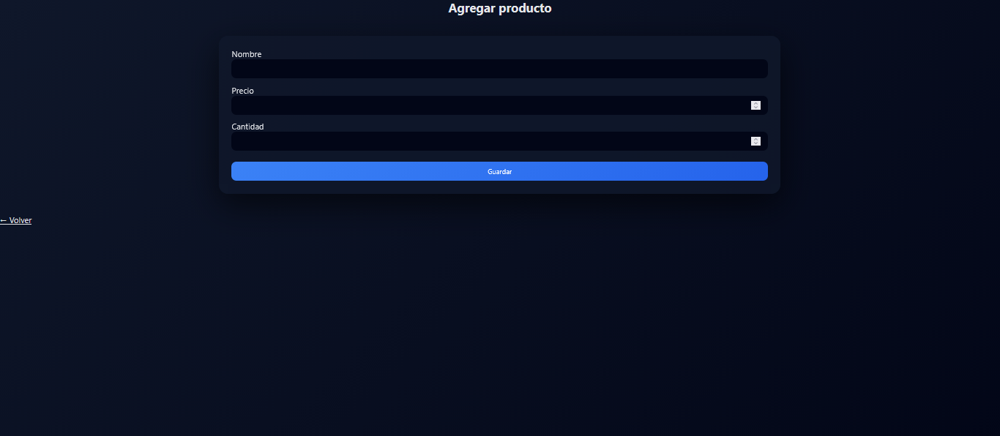 Agregar producto
Nombre
Precio
Cantidad
Guardar
← Volver